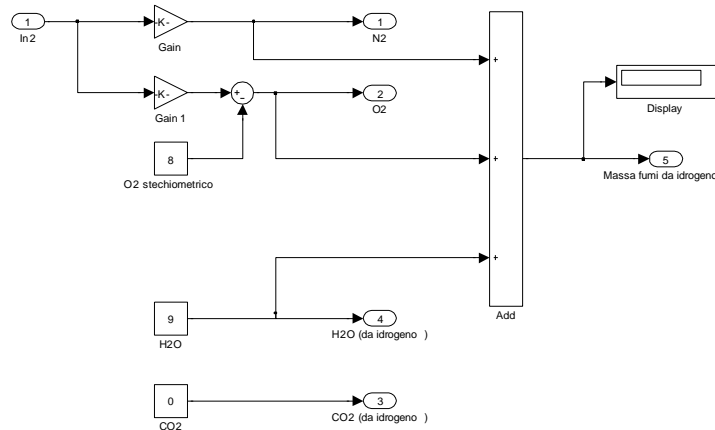 1
In2
-K-
Gain
1
N2
-K-
Gain 1
+
-
2
O2
8
O2 stechiometrico
+
+
+
Add
Display
5
Massa fumi da idrogeno
9
H2O
4
H2O (da idrogeno )
0
CO2
3
CO2 (da idrogeno )